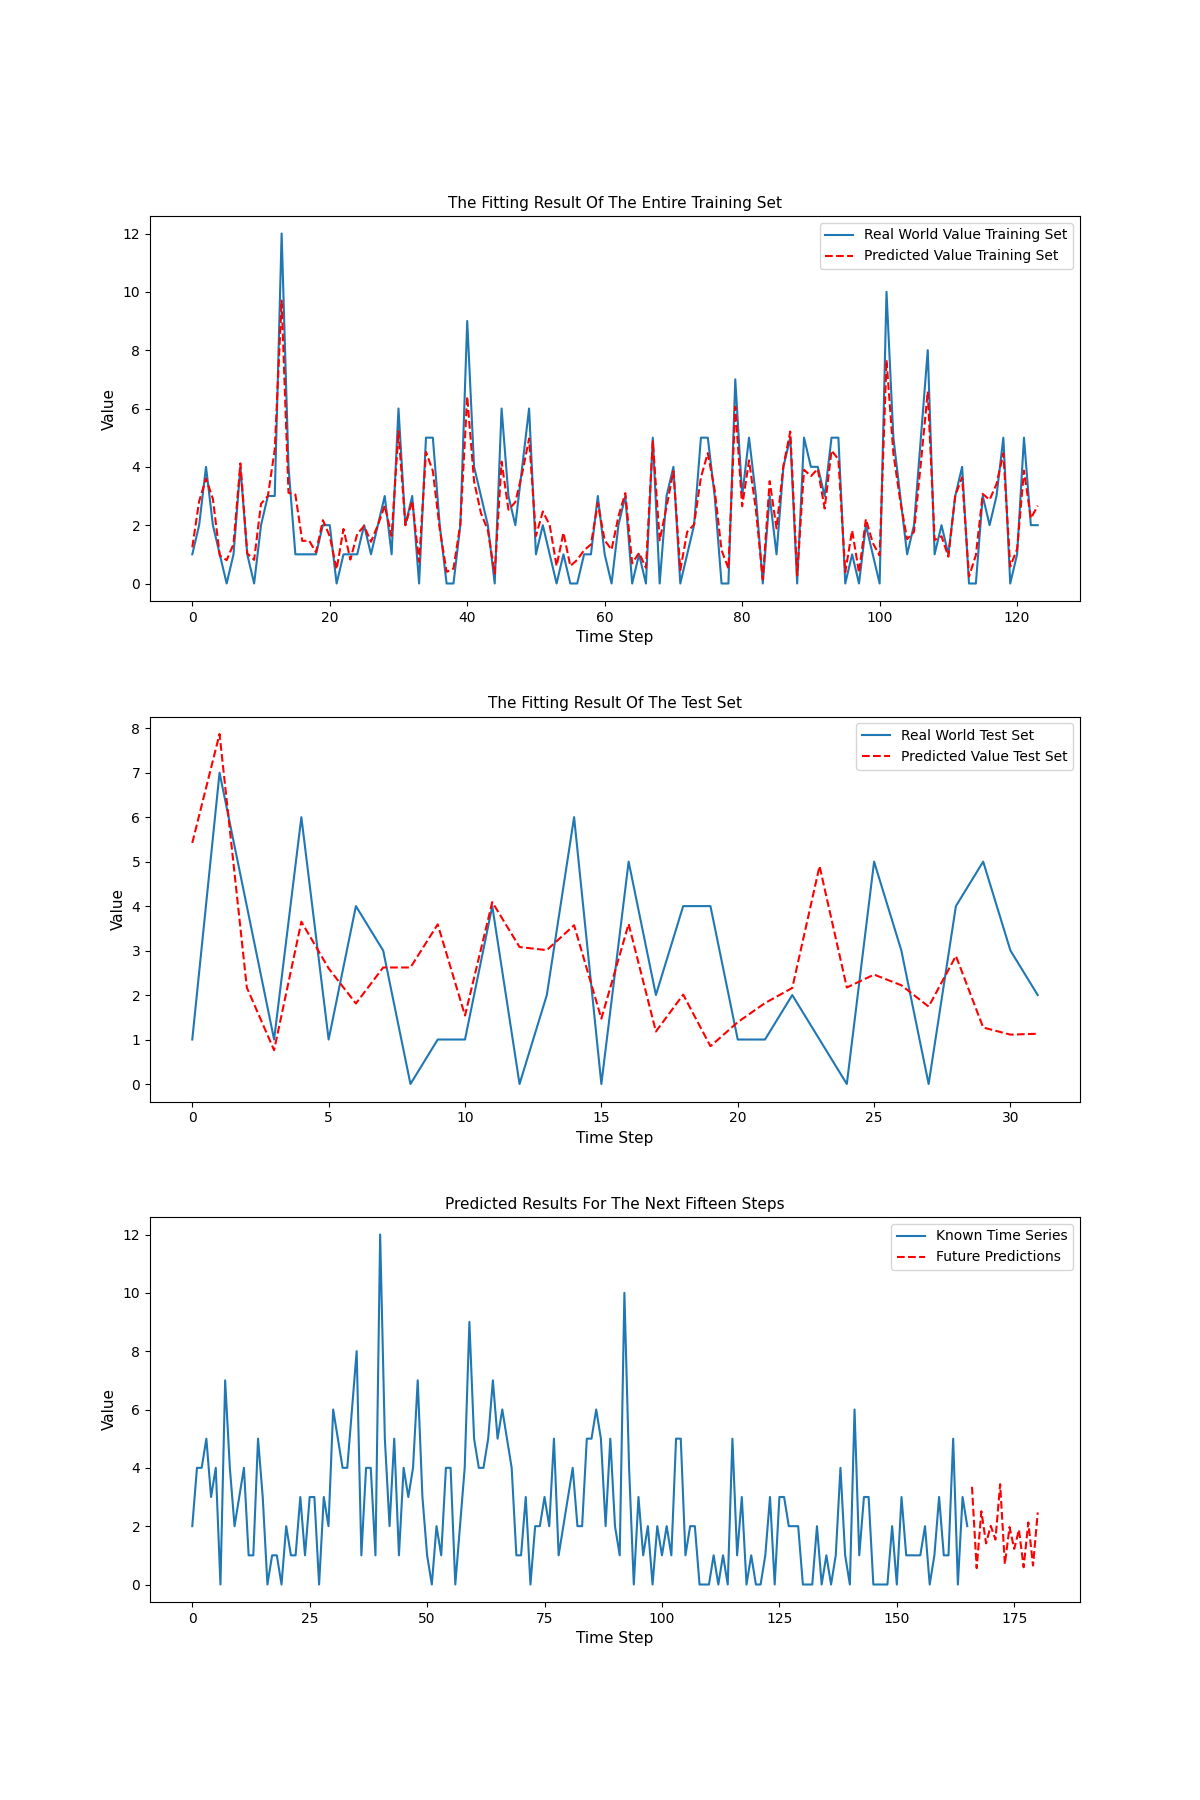 The Fitting Result Of The Entire Training Set
Real World Value Training Set
Predicted Value Training Set
12
10
8
6
4
2
0
Value
0 20 40 60 80 100 120
Time Step
The Fitting Result Of The Test Set
Real World Test Set
Predicted Value Test Set
8
7
6
5
4
3
2
1
0
Value
0 5 10 15 20 25 30
Time Step
Predicted Results For The Next Fifteen Steps
Known Time Series
Future Predictions
12
10
8
6
4
2
0
Value
0 25 50 75 100 125 150 175
Time Step